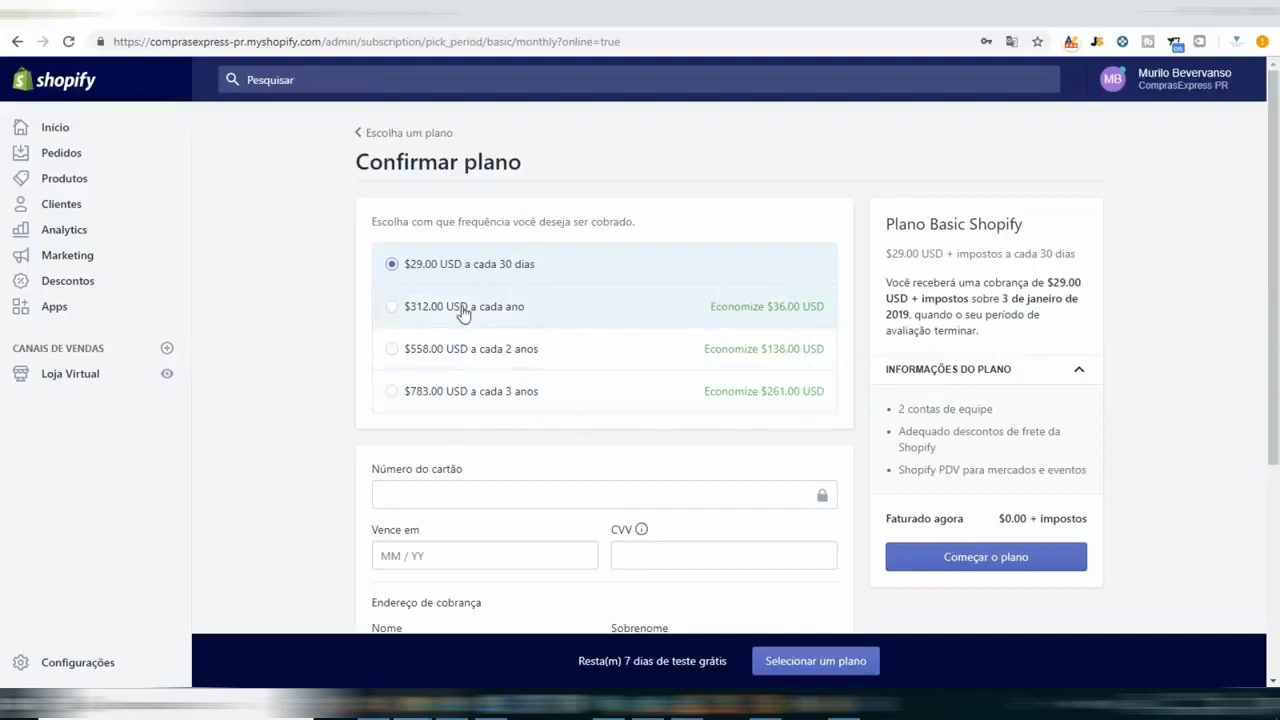 https://comprasexpress-pr.myshopify.com/admin/subscription/pick_period/basic/monthly?online=true
shopify
Pesquisar
MB
Murilo Bevervanso
ComprasExpress PR
Início
Pedidos
Produtos
Clientes
Analytics
Marketing
Descontos
Apps
CANAIS DE VENDAS
Loja Virtual
Configurações
Escolha um plano
Confirmar plano
Escolha com que frequência você deseja ser cobrado.
$29.00 USD a cada 30 dias
$312.00 USD a cada ano Economize $36.00 USD
$558.00 USD a cada 2 anos Economize $138.00 USD
$783.00 USD a cada 3 anos Economize $261.00 USD
Número do cartão
Vence em CVV
MM / YY
Endereço de cobrança
Nome Sobrenome
Plano Basic Shopify
$29.00 USD + impostos a cada 30 dias
Você receberá uma cobrança de $29.00
USD + impostos sobre 3 de janeiro de
2019, quando o seu período de
avaliação terminar.
INFORMAÇÕES DO PLANO
• 2 contas de equipe
• Adequado descontos de frete da
Shopify
• Shopify PDV para mercados e eventos
Faturado agora $0.00 + impostos
Começar o plano
Resta(m) 7 dias de teste grátis Selecionar um plano